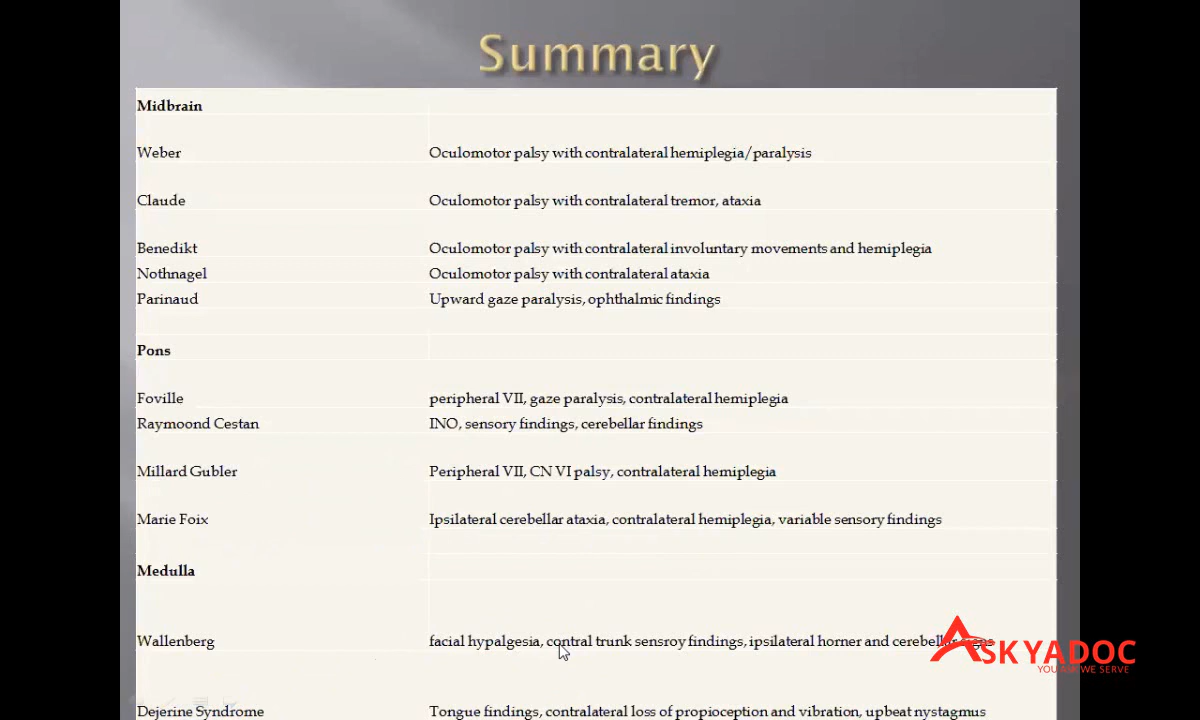 Summary
Midbrain
Weber Oculomotor palsy with contralateral hemiplegia/paralysis
Claude Oculomotor palsy with contralateral tremor, ataxia
Benedikt Oculomotor palsy with contralateral involuntary movements and hemiplegia
Nothnagel Oculomotor palsy with contralateral ataxia
Parinaud Upward gaze paralysis, ophthalmic findings
Pons
Foville peripheral VII, gaze paralysis, contralateral hemiplegia
Raymoond Cestan INO, sensory findings, cerebellar findings
Millard Gubler Peripheral VII, CN VI palsy, contralateral hemiplegia
Marie Foix Ipsilateral cerebellar ataxia, contralateral hemiplegia, variable sensory findings
Medulla
Wallenberg facial hypalgesia, contral trunk sensroy findings, ipsilateral horner and cerebellar signs
ASKYADOC
YOU ASK WE SERVE
Dejerine Syndrome Tongue findings, contralateral loss of propioception and vibration, upbeat nystagmus